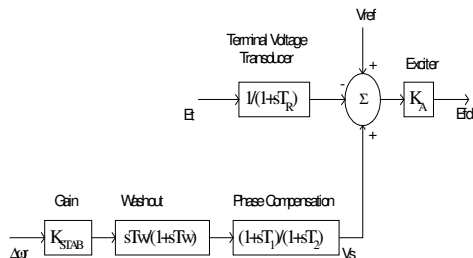 Vref
Terminal Voltage
Transducer
Exciter
+
-
1/(1+sT_R)
Σ
K_A
Et
Efd
+
Gain
Washout
Phase Compensation
K_STAB
sTw/(1+sTw)
(1+sT_1)/(1+sT_2)
Δωr
Vs